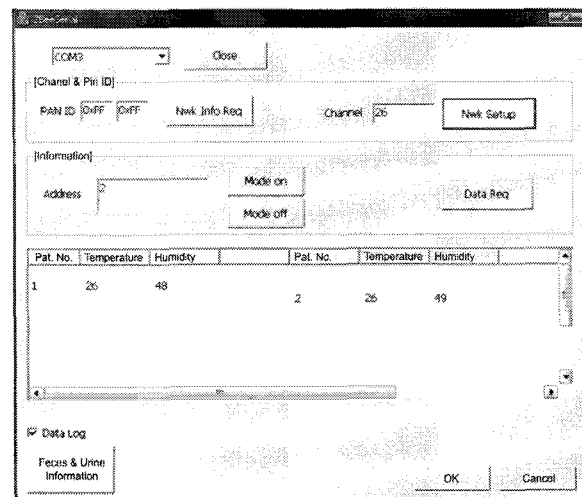 COM3 Close
[Chanel & Pin ID]
PAN ID 0xFF 0xFF Nwk Info Req Channel 26 Nwk Setup
[Information]
Address 2 Mode on Data Req
Mode off
Pat. No. Temperature Humidity Pat. No. Temperature Humidity
1 26 48
2 26 49
Data Log
Feces & Urine
Information
OK Cancel